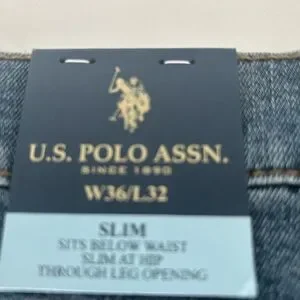 U.S. POLO ASSN.
SINCE 1890
W36/L32
SLIM
SITS BELOW WAIST
SLIM AT HIP
THROUGH LEG OPENING